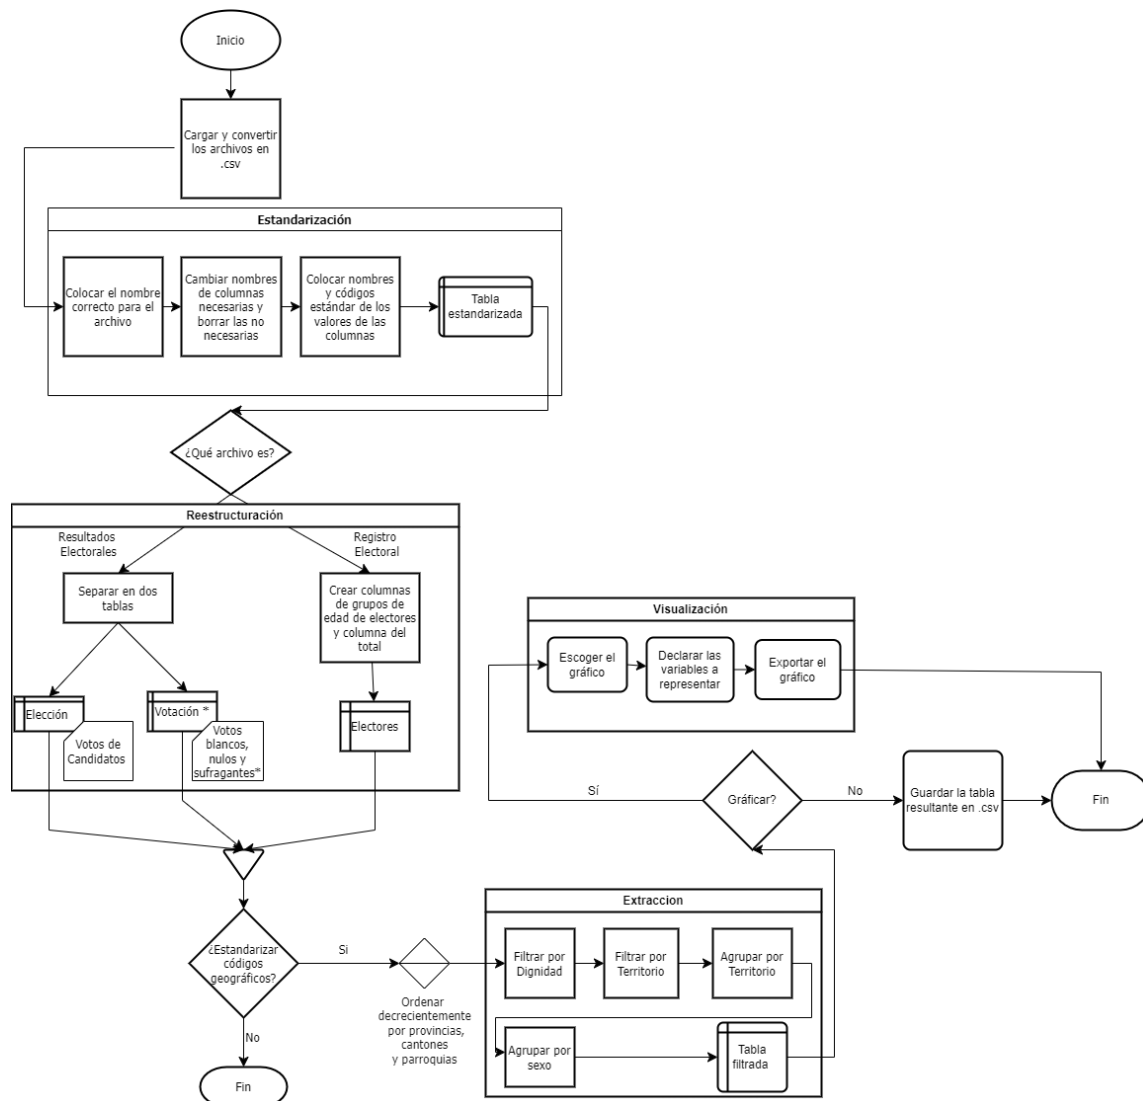 Inicio
Cargar y convertir
los archivos en
.csv
Estandarización
Colocar el nombre
correcto para el
archivo
Cambiar nombres
de columnas
necesarias y
borrar las no
necesarias
Colocar nombres
y códigos
estándar de los
valores de las
columnas
Tabla
estandarizada
¿Qué archivo es?
Reestructuración
Resultados
Electorales
Registro
Electoral
Separar en dos
tablas
Crear columnas
de grupos de
edad de electores
y columna del
total
Elección
Votos de
Candidatos
Votación *
Votos
blancos,
nulos y
sufragantes*
Electores
Visualización
Escoger el
gráfico
Declarar las
variables a
representar
Exportar el
gráfico
Sí
Gráficar?
No
Guardar la tabla
resultante en .csv
Fin
¿Estandarizar
códigos
geográficos?
Si
No
Fin
Ordenar
decrecientemente
por provincias,
cantones
y parroquias
Extraccion
Filtrar por
Dignidad
Filtrar por
Territorio
Agrupar por
Territorio
Agrupar por
sexo
Tabla
filtrada